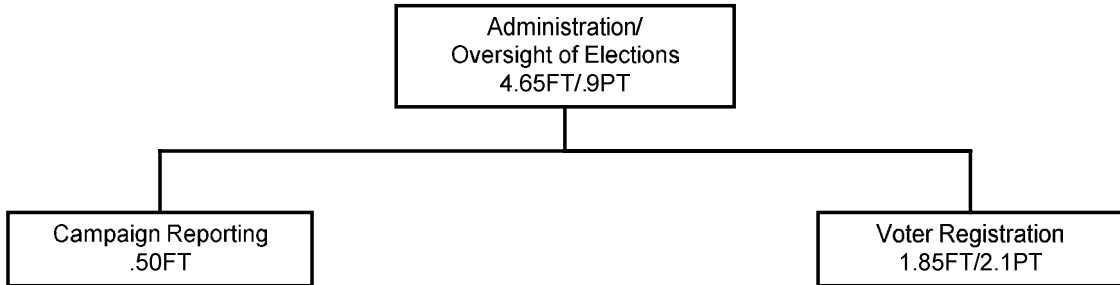 Administration/
Oversight of Elections
4.65FT/.9PT
Campaign Reporting
.50FT
Voter Registration
1.85FT/2.1PT